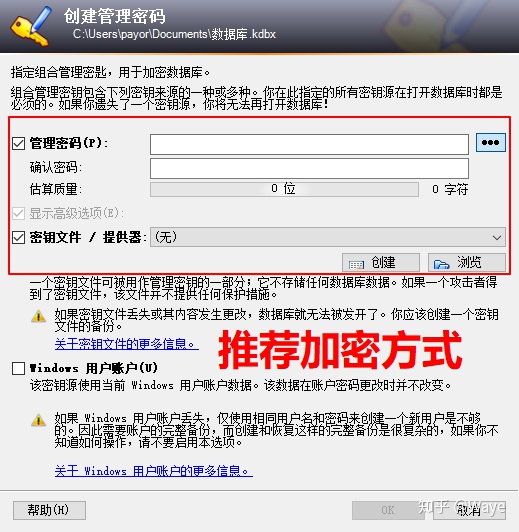 创建管理密码
C:\Users\payor\Documents\数据库.kdbx
指定组合管理密匙，用于加密数据库。
组合管理密钥包含下列密钥来源的一种或多种。你在此指定的所有密钥源在打开数据库时都是
必须的。如果你遗失了一个密钥源，你将无法再打开数据库！
管理密码(P):
确认密码:
估算质量:
0 位
0 字符
显示高级选项(E):
密钥文件 / 提供器:
(无)
创建
浏览
一个密钥文件可被用作管理密钥的一部分；它不存储任何数据库数据。如果一个攻击者得
到了密钥文件，该文件并不提供任何保护措施。
如果密钥文件丢失或其内容发生更改，数据库就无法被发开了。你应该创建一个密钥
文件的备份。
关于密钥文件的更多信息。
推荐加密方式
Windows 用户账户(U)
该密钥源使用当前 Windows 用户账户数据。该数据在账户密码更改时并不改变。
如果 Windows 用户账户丢失，仅使用相同用户名和密码来创建一个新用户是不够
的。因此需要账户的完整备份，而创建和恢复这样的完整备份是很复杂的，如果你不
知道如何操作，请不要启用本选项。
关于 Windows 用户账户的更多信息。
帮助(H)
OK
取消
知乎 @Waye